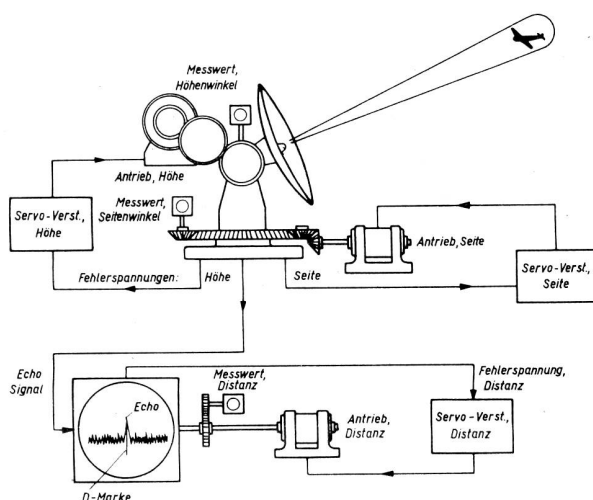 Messwert,
Höhenwinkel
Antrieb, Höhe
Messwert,
Seitenwinkel
Servo-Verst.,
Höhe
Antrieb, Seite
Fehlerspannungen:
Höhe
Seite
Servo-Verst.,
Seite
Echo
Signal
Messwert,
Distanz
Fehlerspannung,
Distanz
Echo
Antrieb,
Distanz
Servo-Verst.,
Distanz
D-Marke